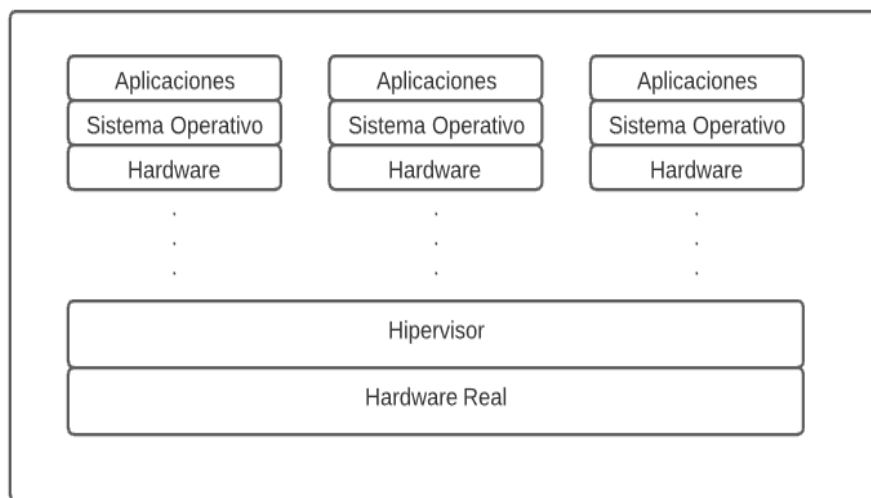 Aplicaciones
Sistema Operativo
Hardware
Aplicaciones
Sistema Operativo
Hardware
Aplicaciones
Sistema Operativo
Hardware
Hipervisor
Hardware Real